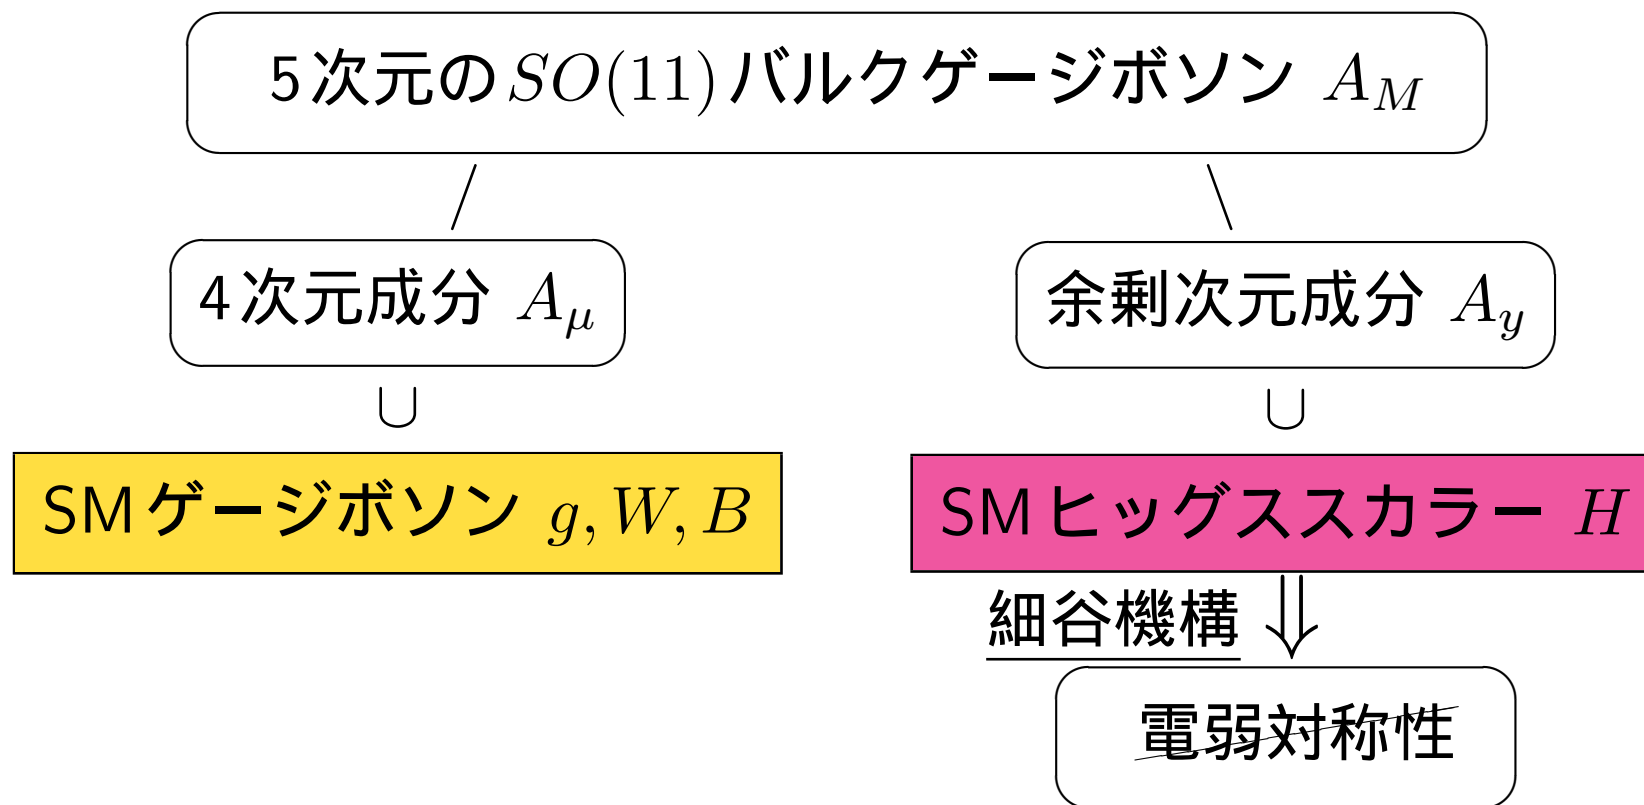 5次元のSO(11)バルクゲージボソン A_M
4次元成分 A_μ
余剰次元成分 A_y
∪
∪
SMゲージボソン g, W, B
SMヒッグススカラー H
細谷機構
電弱対称性